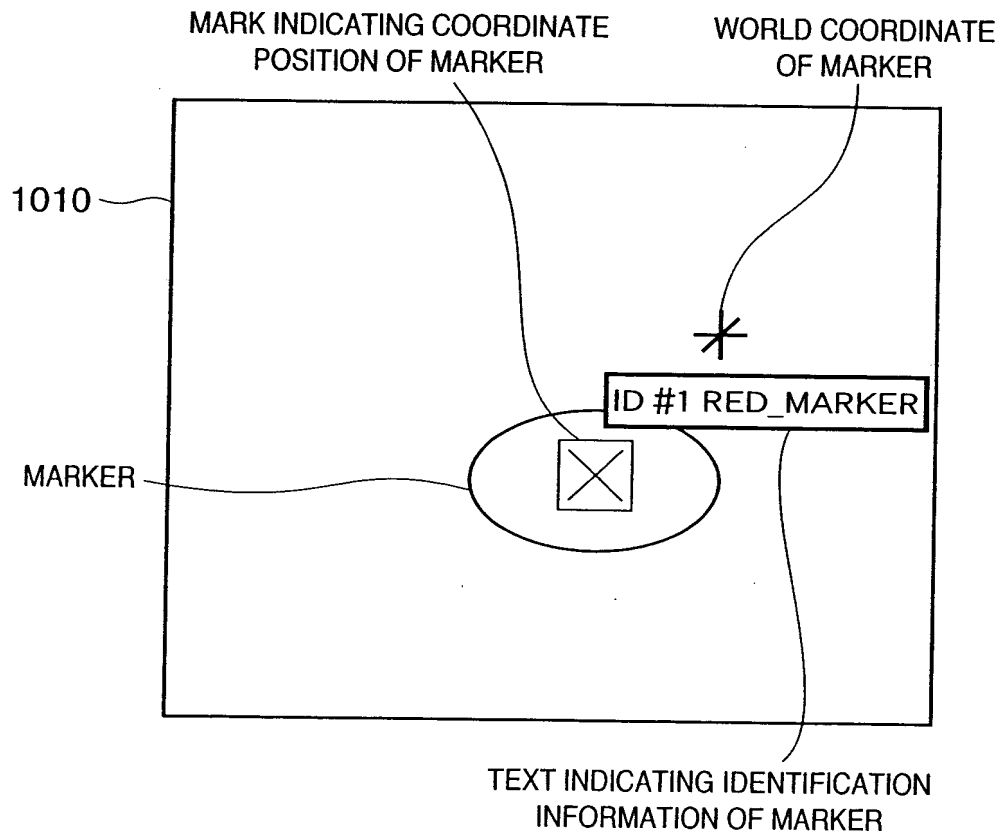 MARK INDICATING COORDINATE
POSITION OF MARKER
WORLD COORDINATE
OF MARKER
1010
ID #1 RED_MARKER
MARKER
TEXT INDICATING IDENTIFICATION
INFORMATION OF MARKER